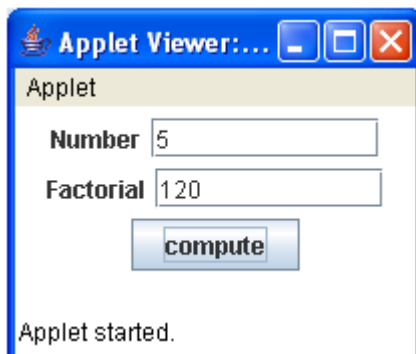 Applet Viewer:...
Applet
Number 5
Factorial 120
compute
Applet started.